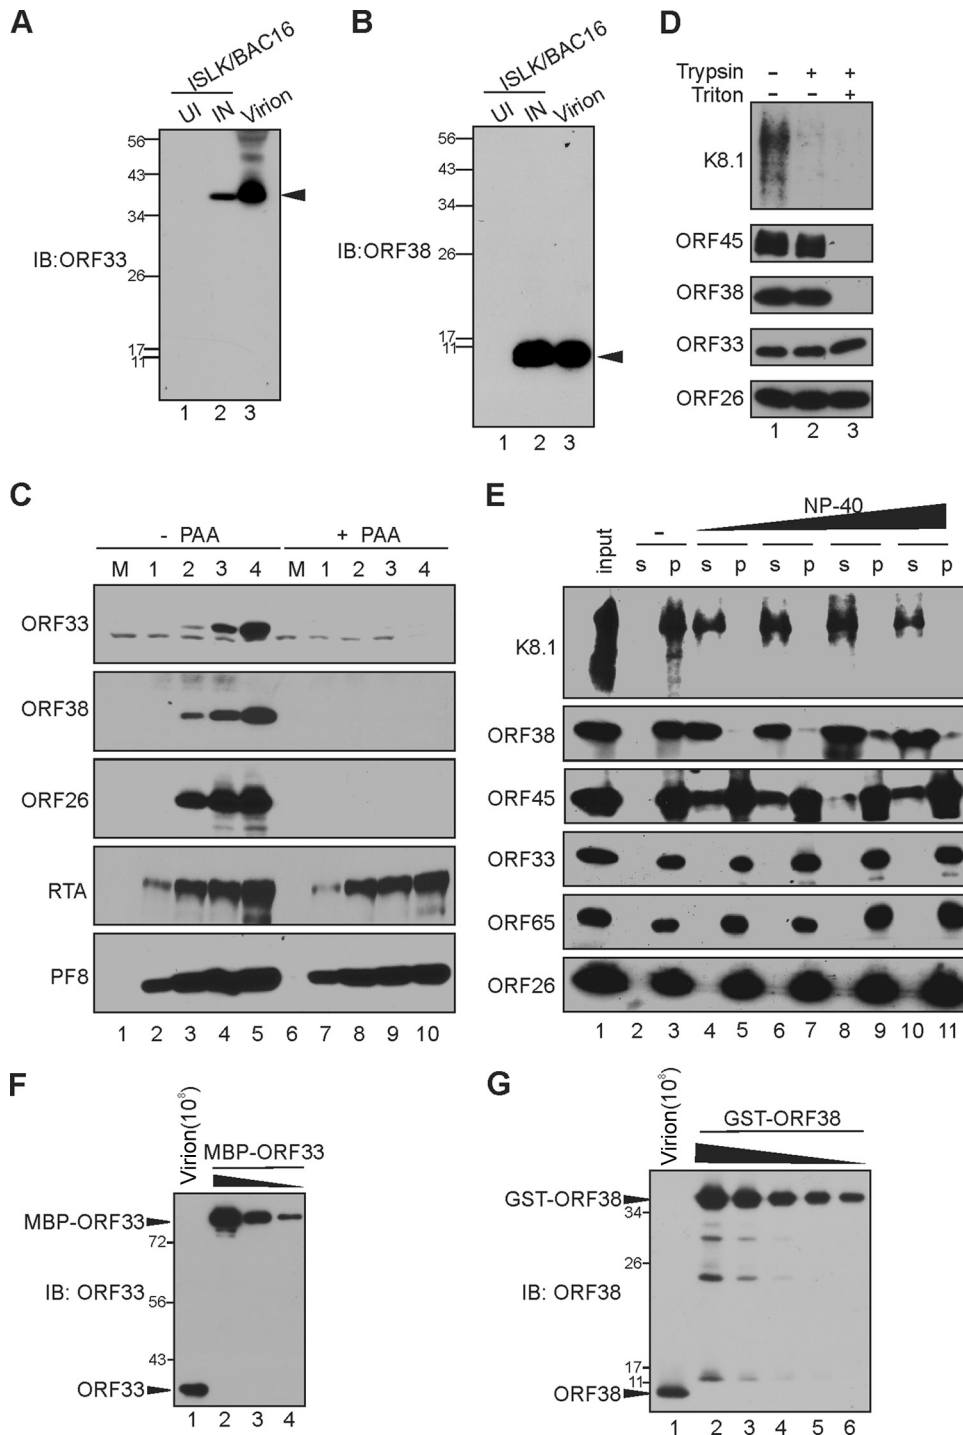 A
ISLK/BAC16
UI IN Virion
56
43
34
IB:ORF33
26
17
11
1 2 3
B
ISLK/BAC16
UI IN Virion
56
43
34
IB:ORF38
26
17
11
1 2 3
D
Trypsin - + +
Triton - - +
K8.1
ORF45
ORF38
ORF33
ORF26
1 2 3
C
- PAA + PAA
M 1 2 3 4 M 1 2 3 4
ORF33
ORF38
ORF26
RTA
PF8
1 2 3 4 5 6 7 8 9 10
E
NP-40
input - s p s p s p s p s p
K8.1
ORF38
ORF45
ORF33
ORF65
ORF26
1 2 3 4 5 6 7 8 9 10 11
F
Virion(10⁸)
MBP-ORF33
MBP-ORF33
72
IB: ORF33
56
43
ORF33
1 2 3 4
G
Virion(10⁸)
GST-ORF38
GST-ORF38
34
26
IB: ORF38
17
11
ORF38
1 2 3 4 5 6